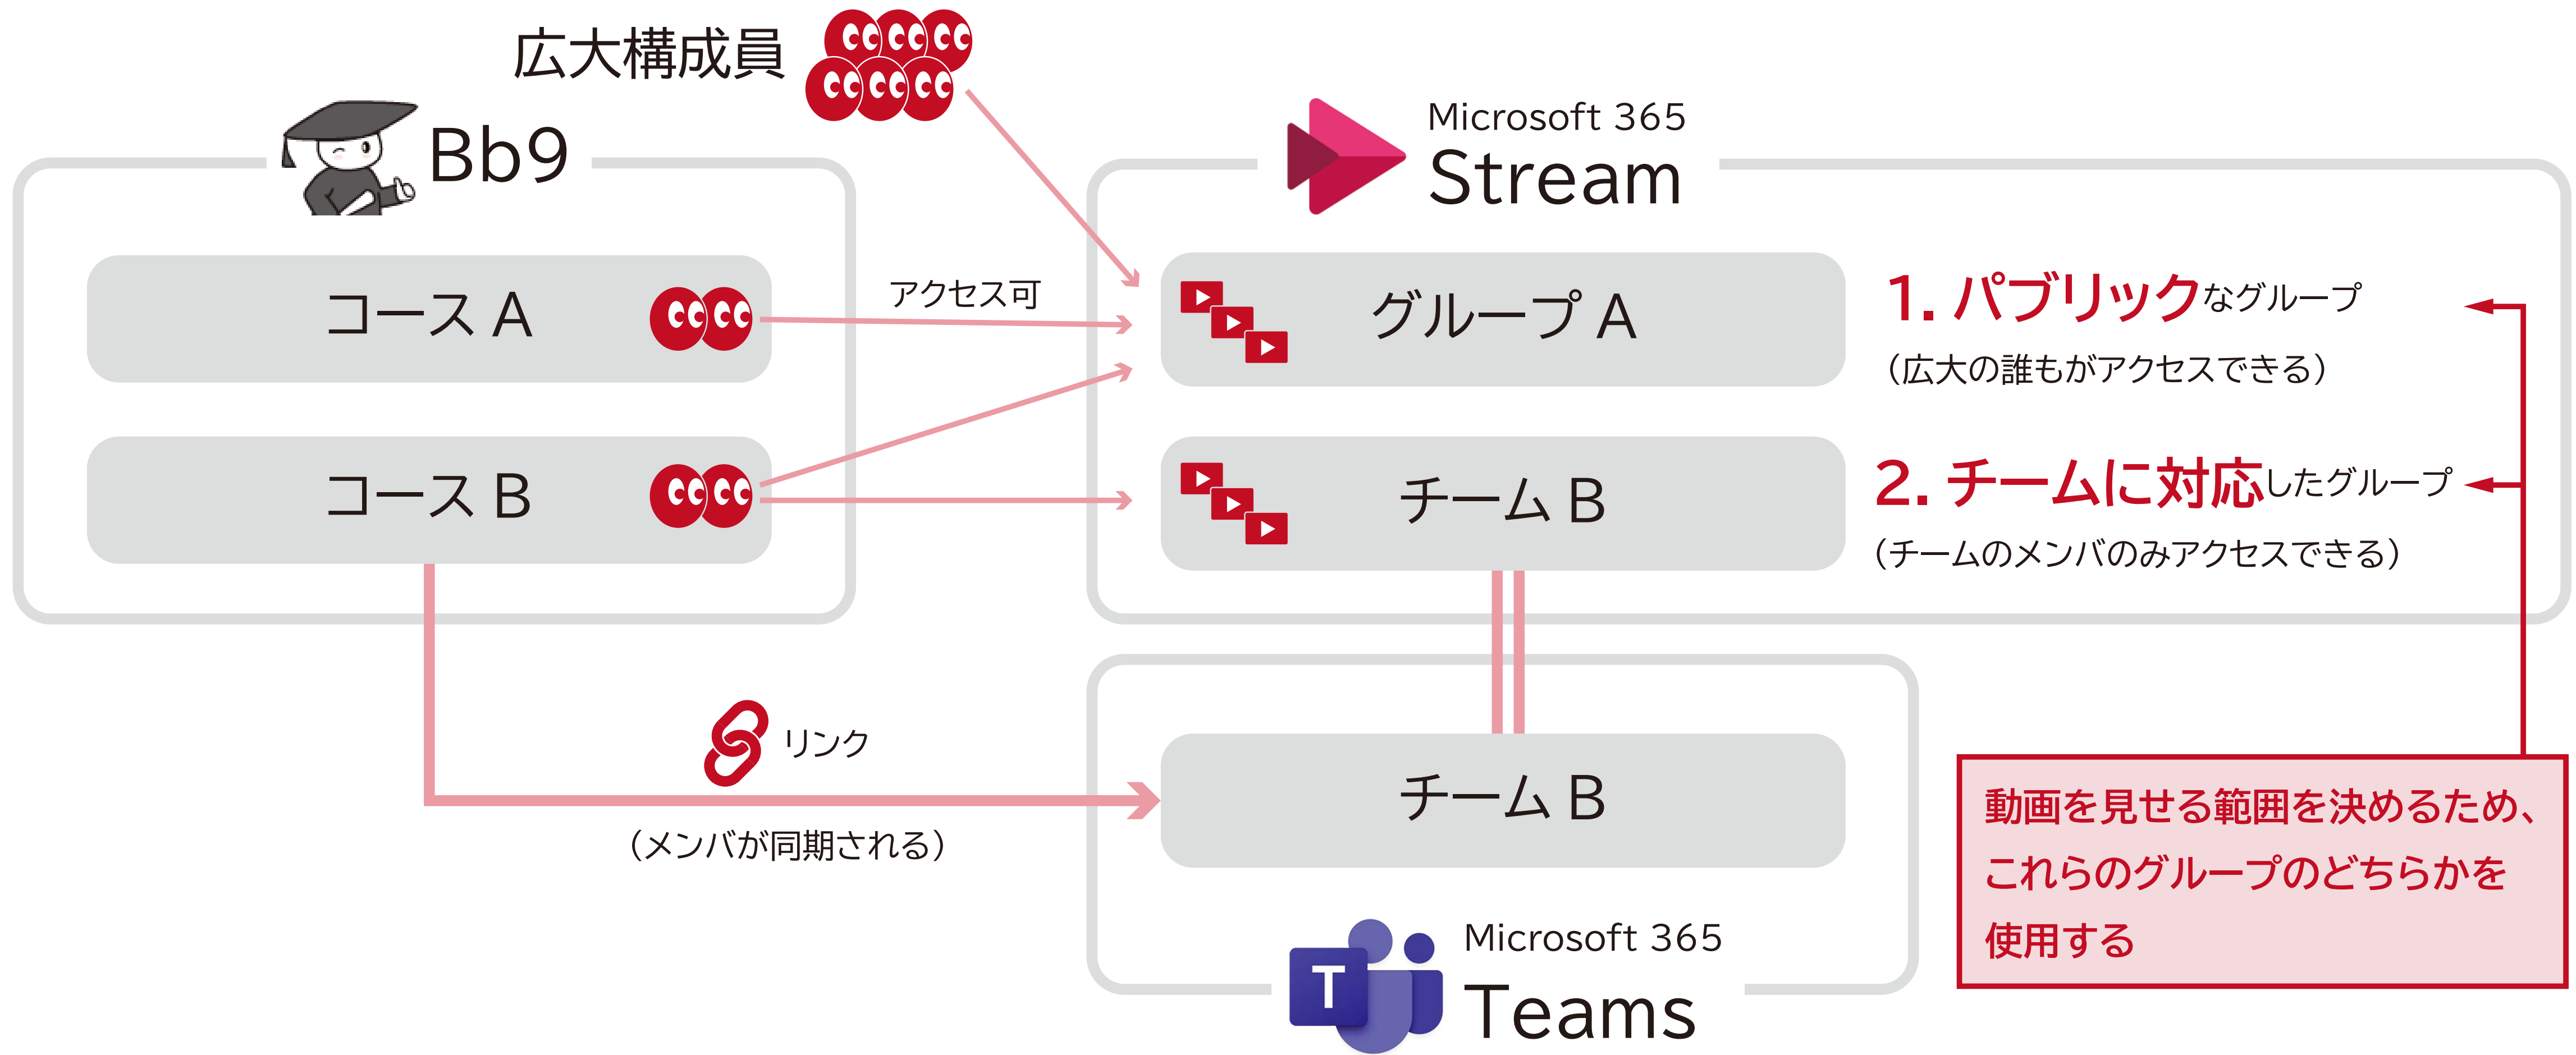 広大構成員
Bb9
コース A
コース B
アクセス可
Microsoft 365
Stream
グループ A
1. パブリックなグループ
（広大の誰もがアクセスできる）
チーム B
2. チームに対応したグループ
（チームのメンバのみアクセスできる）
リンク
（メンバが同期される）
チーム B
T
Microsoft 365
Teams
動画を見せる範囲を決めるため、
これらのグループのどちらかを
使用する